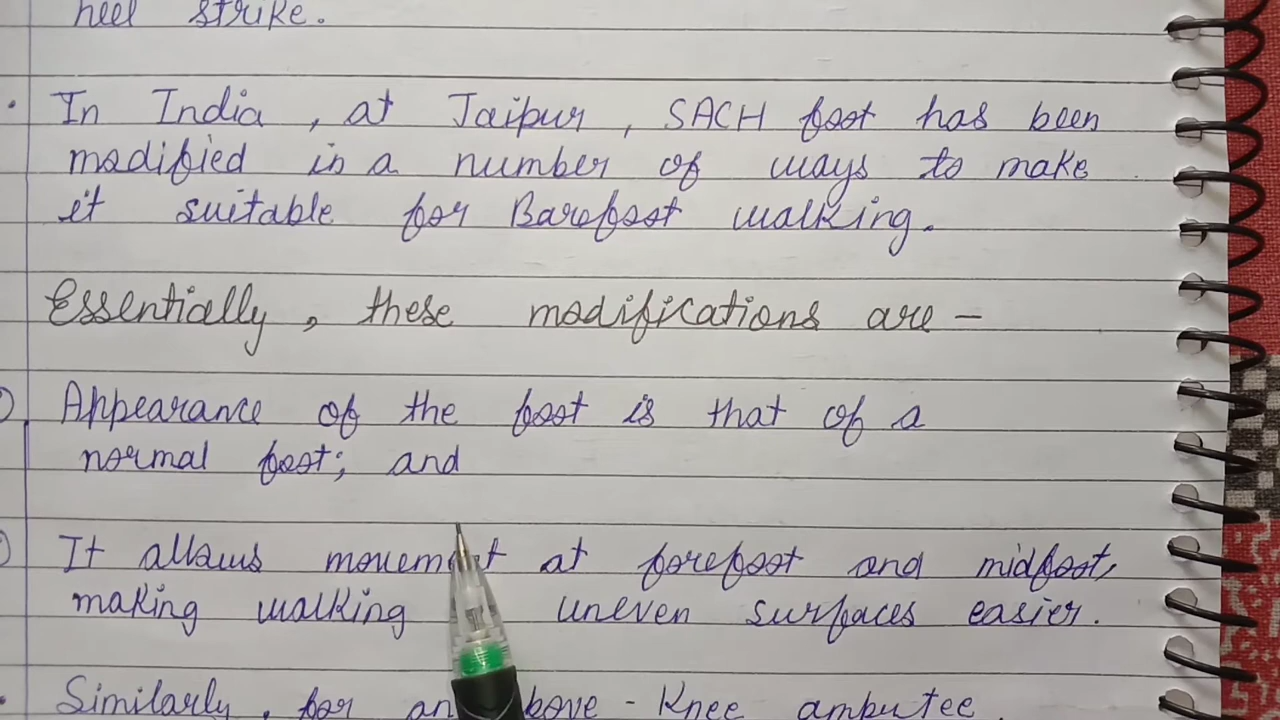 heel strike.
• In India, at Jaipur, SACH foot has been
modified in a number of ways to make
it suitable for Barefoot walking.
Essentially, these modifications are -
Appearance of the foot is that of a
normal foot; and
It allows movement at forefoot and midfoot,
making walking uneven surfaces easier.
• Similarly, for an above-knee amputee,